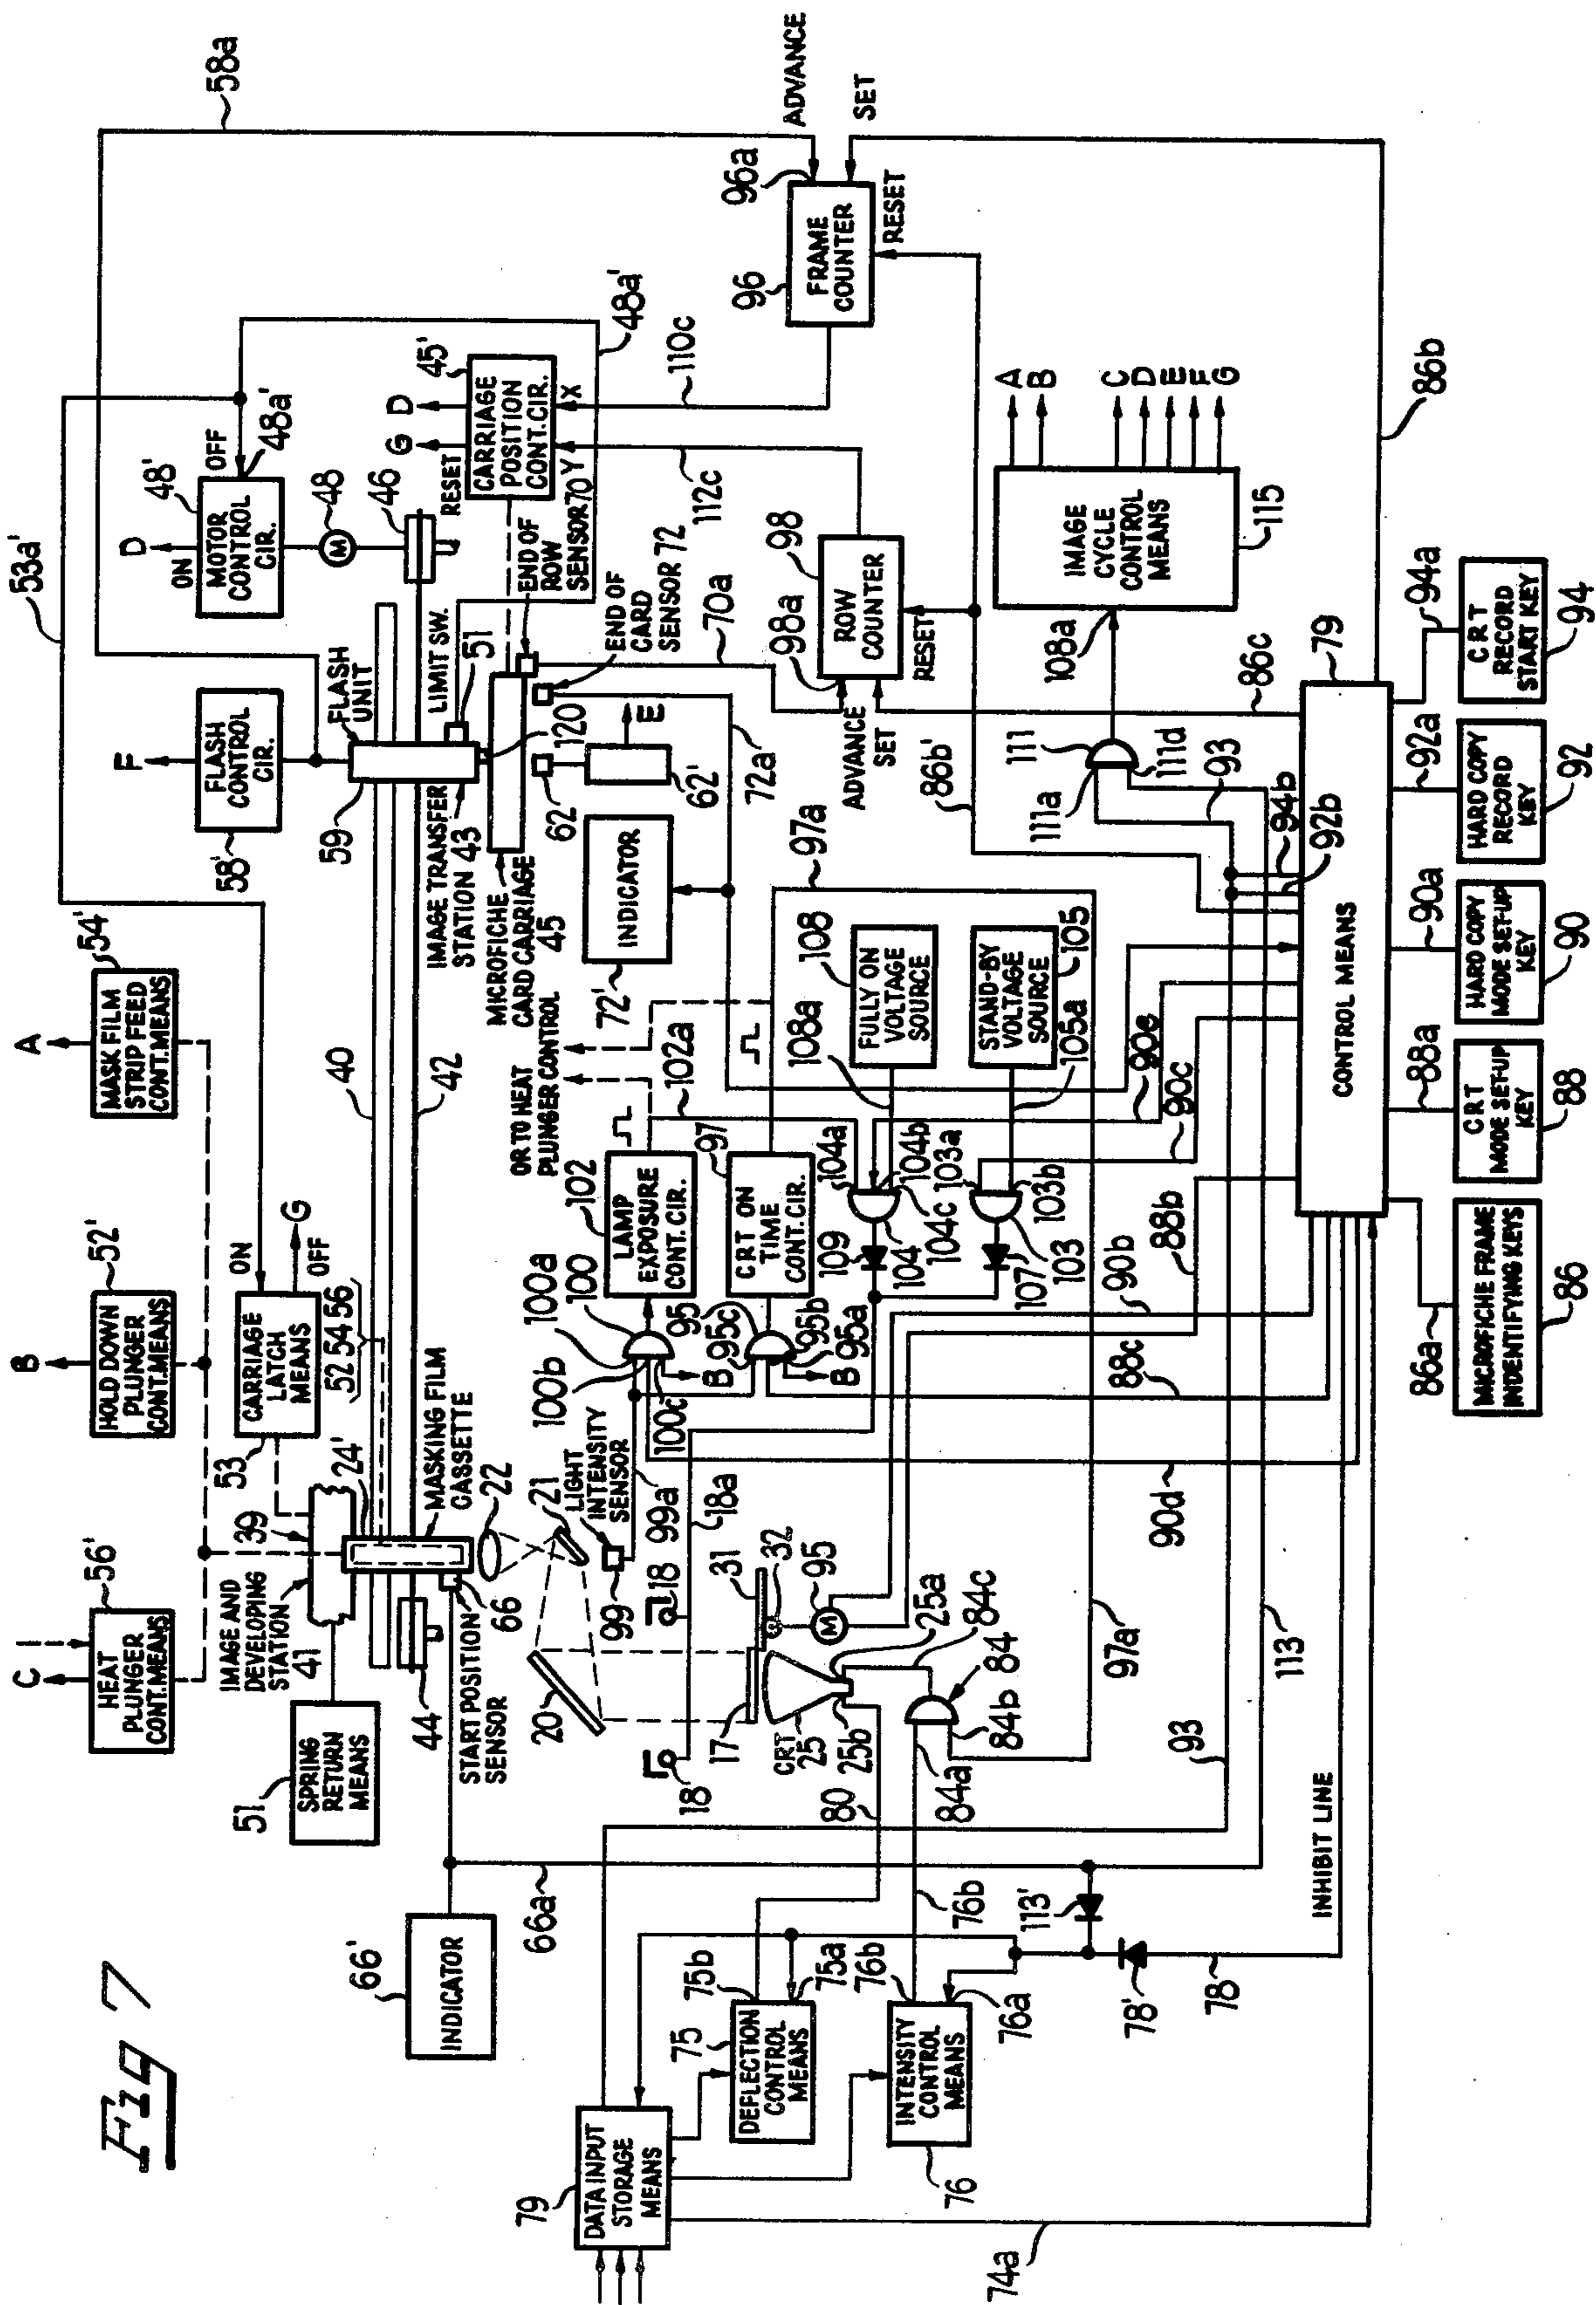 Fig 7
C
56'
HEAT
PLUNGER
CONT.MEANS
B
52'
HOLD DOWN
PLUNGER
CONT.MEANS
A
54'
MASK FILM
STRIP FEED
CONT.MEANS
53a'
58a
51
SPRING
RETURN
MEANS
IMAGE AND
DEVELOPING
STATION
41
39
24'
53
CARRIAGE
LATCH
MEANS
ON
OFF
G
52 54 56
40
42
44
MASKING FILM
CASSETTE
66
START POSITION
SENSOR
66'
INDICATOR
66a
F
58'
FLASH
CONTROL
CIR.
FLASH
UNIT
59
LIMIT SW.
51
D
ON
48'
MOTOR
CONTROL
CIR.
OFF
48a'
48
M
46
IMAGE TRANSFER
STATION 43
MICROFICHE
CARD CARRIAGE
45
120
RESET
G
D
45'
CARRIAGE
POSITION
CONT.CIR.
Y
X
48a'
END OF
ROW
SENSOR 70
END OF
CARD
SENSOR 72
62
62'
E
72'
INDICATOR
72a
70a
112c
110c
96
FRAME
COUNTER
96a
ADVANCE
SET
RESET
98
ROW
COUNTER
98a
ADVANCE
SET
RESET
22
21
20
LIGHT
INTENSITY
SENSOR
99
99a
18
18
18a
17
31
32
95
M
CRT
25
25a
25b
84
84a
84b
84c
80
OR TO HEAT
PLUNGER CONTROL
102
LAMP
EXPOSURE
CONT.CIR.
102a
100
100a
100b
100c
B
97
CRT ON
TIME
CONT.CIR.
97a
95
95a
95b
95c
B
108
FULLY ON
VOLTAGE
SOURCE
108a
105
STAND-BY
VOLTAGE
SOURCE
105a
104
104a
104b
104c
109
103
103a
103b
107
79
DATA INPUT
STORAGE
MEANS
75
DEFLECTION
CONTROL
MEANS
75a
75b
76
INTENSITY
CONTROL
MEANS
76a
76b
76b
113'
78'
78
74a
INHIBIT LINE
93
113
97a
90d
88c
90b
88b
90c
90e
86b'
86c
111
111a
111d
93
94b
92b
108a
IMAGE
CYCLE
CONTROL
MEANS
115
A
B
C
D
E
F
G
86b
79
CONTROL MEANS
86a
MICROFICHE FRAME
INDENTIFYING KEYS
86
88a
CRT
MODE SET-UP
KEY
88
90a
HARD COPY
MODE SET-UP
KEY
90
92a
HARD COPY
RECORD
KEY
92
94a
CRT
RECORD
START KEY
94